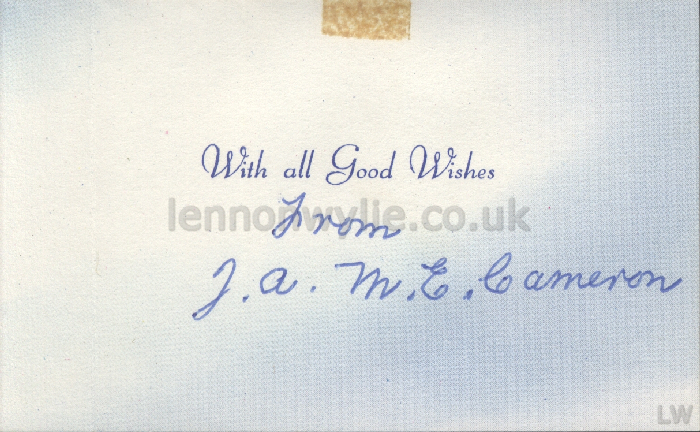 With all Good Wishes
lennonwylie.co.uk
From
J. A. M. E. Cameron
LW